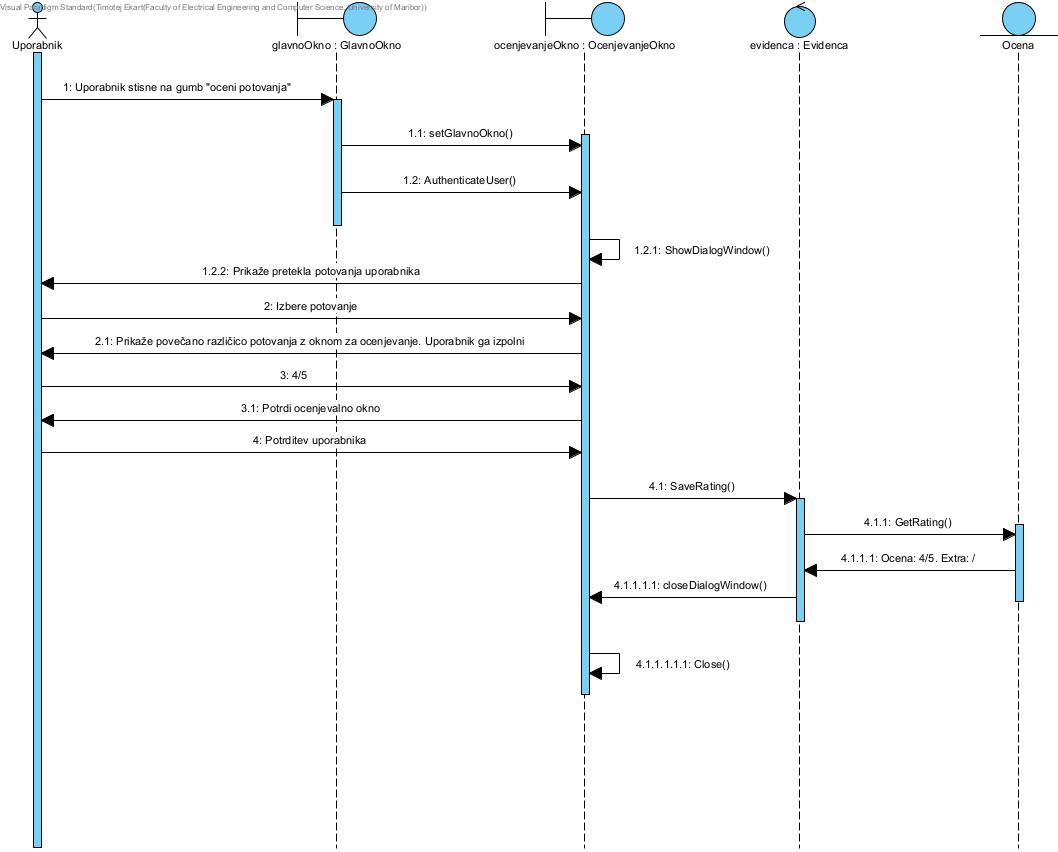 Visual Paradigm Standard(Timotej Ekart(Faculty of Electrical Engineering and Computer Science, University of Maribor))
Uporabnik
glavnoOkno : GlavnoOkno
ocenjevanjeOkno : OcenjevanjeOkno
evidenca : Evidenca
Ocena
1: Uporabnik stisne na gumb "oceni potovanja"
1.1: setGlavnoOkno()
1.2: AuthenticateUser()
1.2.1: ShowDialogWindow()
1.2.2: Prikaže pretekla potovanja uporabnika
2: Izbere potovanje
2.1: Prikaže povečano različico potovanja z oknom za ocenjevanje. Uporabnik ga izpolni
3: 4/5
3.1: Potrdi ocenjevalno okno
4: Potrditev uporabnika
4.1: SaveRating()
4.1.1: GetRating()
4.1.1.1: Ocena: 4/5. Extra: /
4.1.1.1.1: closeDialogWindow()
4.1.1.1.1.1: Close()